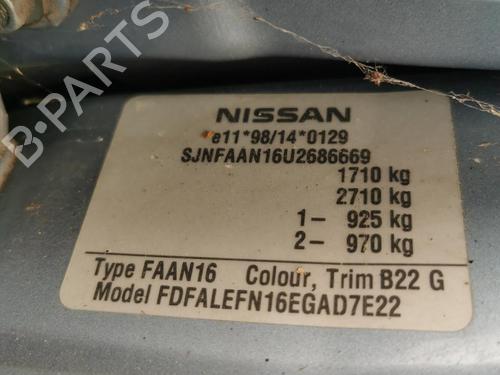 NISSAN
e11*98/14*0129
SJNFAAN16U2686669
1710 kg
2710 kg
1- 925 kg
2- 970 kg
Type FAAN16 Colour, Trim B22 G
Model FDFALEFN16EGAD7E22
B-PARTS